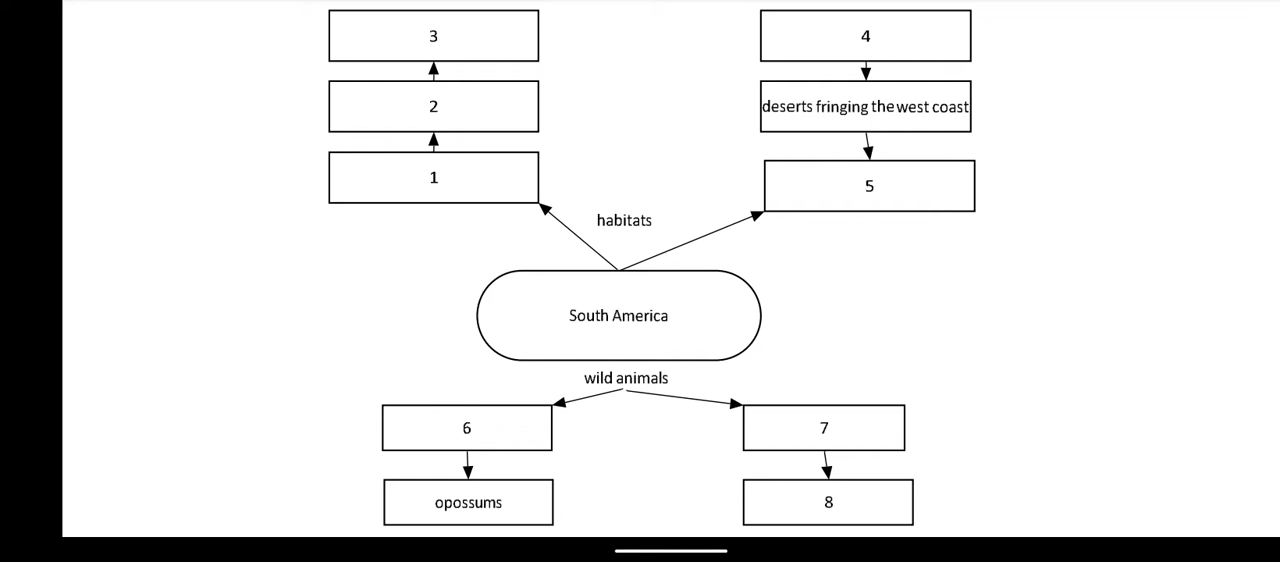 3
4
2
deserts fringing the west coast
1
5
habitats
South America
wild animals
6
7
opossums
8